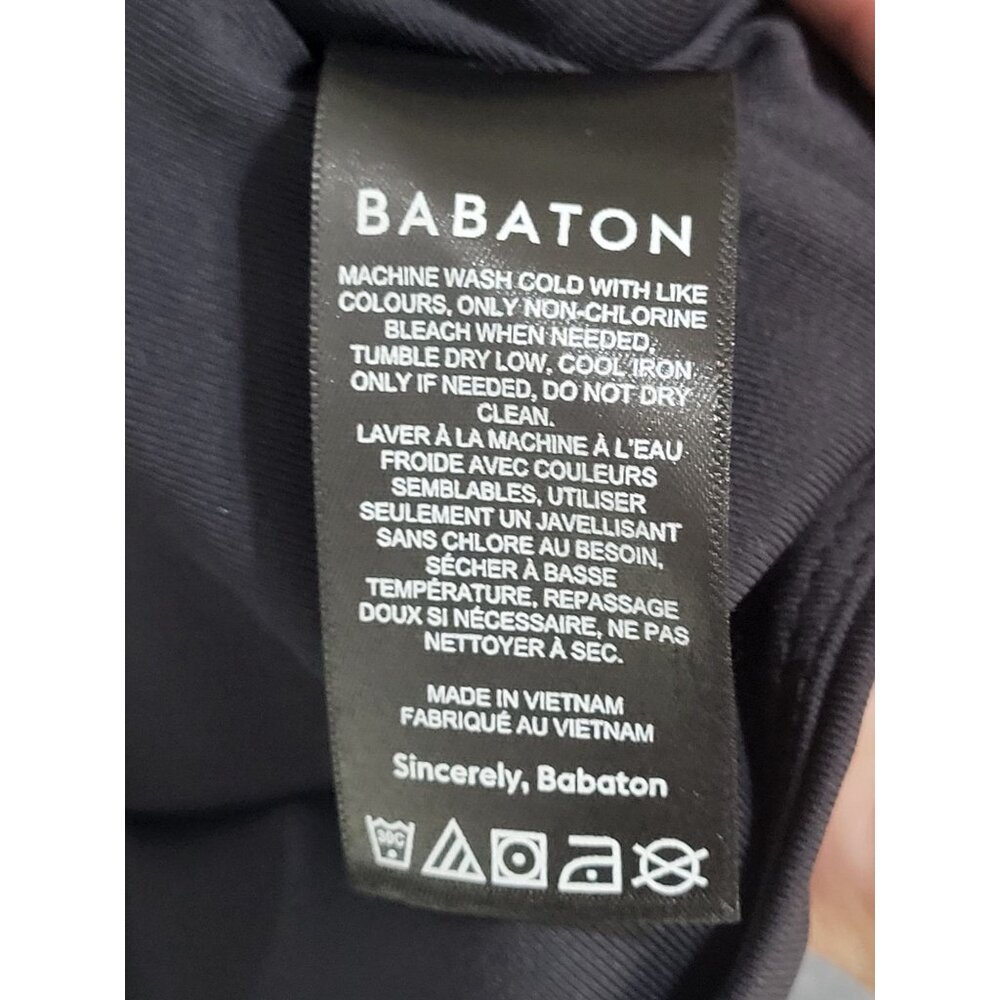 BABATON
MACHINE WASH COLD WITH LIKE
COLOURS, ONLY NON-CHLORINE
BLEACH WHEN NEEDED,
TUMBLE DRY LOW, COOL IRON
ONLY IF NEEDED, DO NOT DRY
CLEAN.
LAVER À LA MACHINE À L'EAU
FROIDE AVEC COULEURS
SEMBLABLES, UTILISER
SEULEMENT UN JAVELLISANT
SANS CHLORE AU BESOIN,
SÉCHER À BASSE
TEMPÉRATURE, REPASSAGE
DOUX SI NÉCESSAIRE, NE PAS
NETTOYER À SEC.
MADE IN VIETNAM
FABRIQUÉ AU VIETNAM
Sincerely, Babaton
30C